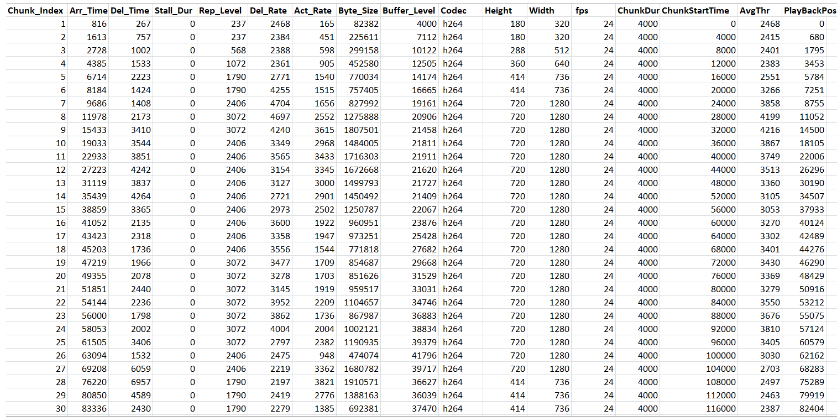 Chunk_Index Arr_Time Del_Time Stall_Dur Rep_Level Del_Rate Act_Rate Byte_Size Buffer_Level Codec Height Width fps ChunkDur ChunkStartTime AvgThr PlayBackPos
1 816 267 0 237 2468 165 82382 4000 h264 180 320 24 4000 0 2468 0
2 1613 757 0 237 2384 451 225611 7112 h264 180 320 24 4000 4000 2415 680
3 2728 1002 0 568 2388 598 299158 10122 h264 288 512 24 4000 8000 2401 1795
4 4385 1533 0 1072 2361 905 452580 12505 h264 360 640 24 4000 12000 2383 3453
5 6714 2223 0 1790 2771 1540 770034 14174 h264 414 736 24 4000 16000 2551 5784
6 8184 1424 0 1790 4255 1515 757405 16665 h264 414 736 24 4000 20000 3266 7251
7 9686 1408 0 2406 4704 1656 827992 19161 h264 720 1280 24 4000 24000 3858 8755
8 11978 2173 0 3072 4697 2552 1275888 20906 h264 720 1280 24 4000 28000 4199 11052
9 15433 3410 0 3072 4240 3615 1807501 21458 h264 720 1280 24 4000 32000 4216 14500
10 19033 3544 0 2406 3349 2968 1484005 21811 h264 720 1280 24 4000 36000 3867 18105
11 22933 3851 0 2406 3565 3433 1716303 21911 h264 720 1280 24 4000 40000 3749 22006
12 27223 4242 0 2406 3154 3345 1672668 21620 h264 720 1280 24 4000 44000 3513 26296
13 31119 3837 0 2406 3127 3000 1499793 21727 h264 720 1280 24 4000 48000 3360 30190
14 35439 4264 0 2406 2721 2901 1450492 21409 h264 720 1280 24 4000 52000 3105 34507
15 38859 3365 0 2406 2973 2502 1250787 22067 h264 720 1280 24 4000 56000 3053 37933
16 41052 2135 0 2406 3600 1922 960951 23876 h264 720 1280 24 4000 60000 3270 40124
17 43423 2318 0 2406 3358 1947 973251 25428 h264 720 1280 24 4000 64000 3302 42489
18 45203 1736 0 2406 3556 1544 771818 27682 h264 720 1280 24 4000 68000 3401 44276
19 47219 1966 0 3072 3477 1709 854687 29668 h264 720 1280 24 4000 72000 3430 46290
20 49355 2078 0 3072 3278 1703 851626 31529 h264 720 1280 24 4000 76000 3369 48429
21 51851 2440 0 3072 3145 1919 959517 33031 h264 720 1280 24 4000 80000 3279 50916
22 54144 2236 0 3072 3952 2209 1104657 34746 h264 720 1280 24 4000 84000 3550 53212
23 56000 1798 0 3072 3862 1736 867987 36883 h264 720 1280 24 4000 88000 3676 55075
24 58053 2002 0 3072 4004 2004 1002121 38834 h264 720 1280 24 4000 92000 3810 57124
25 61505 3406 0 3072 2797 2382 1190935 39379 h264 720 1280 24 4000 96000 3405 60579
26 63094 1532 0 2406 2475 948 474074 41796 h264 720 1280 24 4000 100000 3030 62162
27 69208 6059 0 2406 2219 3362 1680782 39717 h264 720 1280 24 4000 104000 2703 68283
28 76220 6957 0 1790 2197 3821 1910571 36627 h264 414 736 24 4000 108000 2497 75289
29 80850 4589 0 1790 2419 2776 1388163 36039 h264 414 736 24 4000 112000 2463 79919
30 83336 2430 0 1790 2279 1385 692381 37470 h264 414 736 24 4000 116000 2387 82404